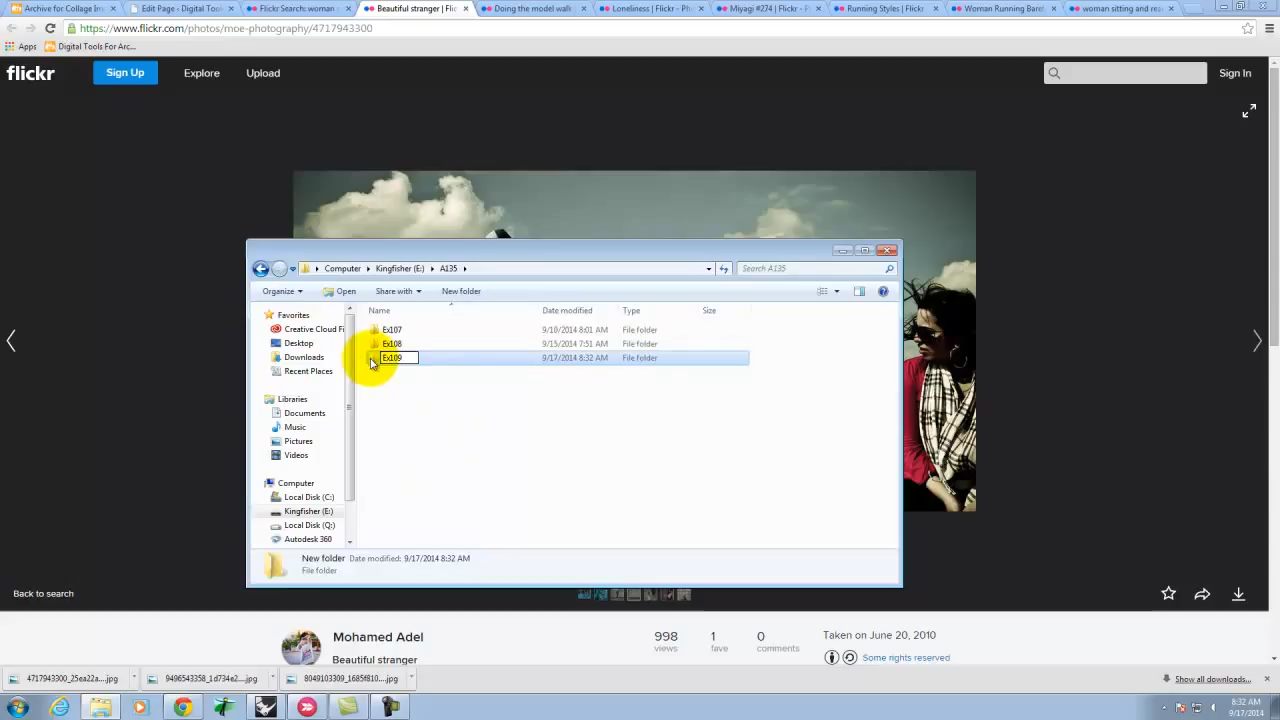 Archive for Collage Im
Edit Page ‹ Digital Tool
Flickr Search: woman s
Beautiful stranger | Flic
Doing the model walk
Loneliness | Flickr – Pho
Miyagi #274 | Flickr - P
Running Styles | Flickr
Woman Running Baref
woman sitting and rea
https://www.flickr.com/photos/moe-photography/4717943300
Apps Digital Tools For Arc...
flickr Sign Up Explore Upload Sign In
Computer Kingfisher (E:) A135 Search A135
Organize Open Share with New folder
Name Date modified Type Size
Favorites
Creative Cloud Fi
Desktop
Downloads
Recent Places
Libraries
Documents
Music
Pictures
Videos
Computer
Local Disk (C:)
Kingfisher (E:)
Local Disk (Q:)
Autodesk 360
Ex107 9/10/2014 8:01 AM File folder
Ex108 9/15/2014 7:51 AM File folder
Ex109 9/17/2014 8:32 AM File folder
New folder Date modified: 9/17/2014 8:32 AM
File folder
Back to search
Mohamed Adel
Beautiful stranger
998 1 0
views fave comments
Taken on June 20, 2010
Some rights reserved
4717943300_25ea22a....jpg 9496543358_1d734e2....jpg 8049103309_1685f810....jpg Show all downloads...
8:32 AM
9/17/2014